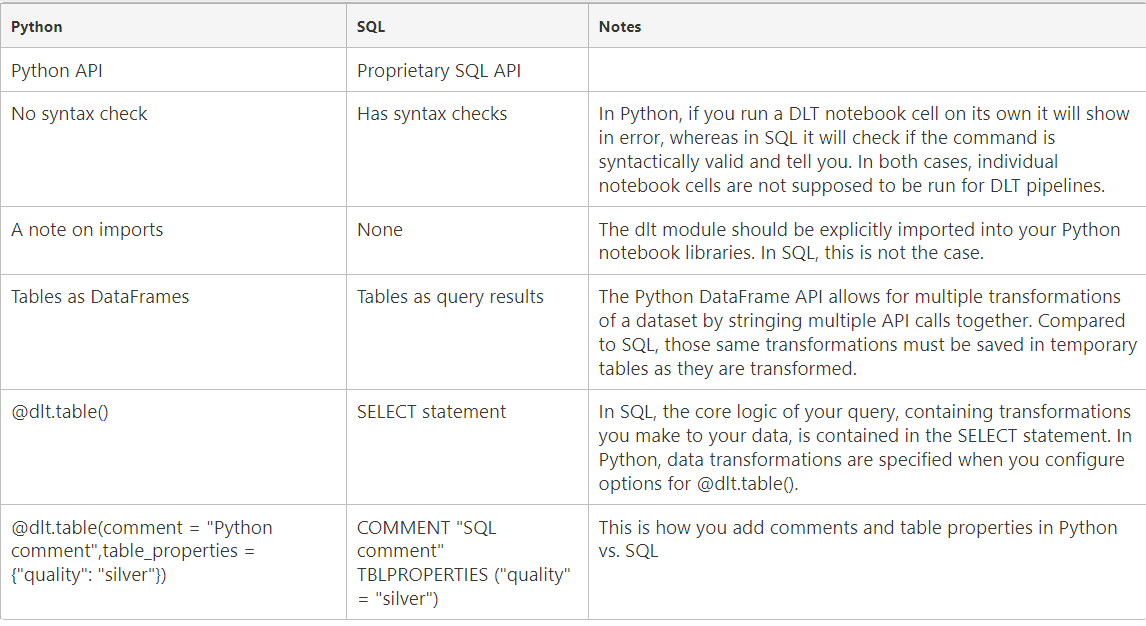 Python SQL Notes
Python API Proprietary SQL API
No syntax check
Has syntax checks
In Python, if you run a DLT notebook cell on its own it will show
in error, whereas in SQL it will check if the command is
syntactically valid and tell you. In both cases, individual
notebook cells are not supposed to be run for DLT pipelines.
A note on imports
None
The dlt module should be explicitly imported into your Python
notebook libraries. In SQL, this is not the case.
Tables as DataFrames
Tables as query results
The Python DataFrame API allows for multiple transformations
of a dataset by stringing multiple API calls together. Compared
to SQL, those same transformations must be saved in temporary
tables as they are transformed.
@dlt.table()
SELECT statement
In SQL, the core logic of your query, containing transformations
you make to your data, is contained in the SELECT statement. In
Python, data transformations are specified when you configure
options for @dlt.table().
@dlt.table(comment = "Python
comment",table_properties =
{"quality": "silver"})
COMMENT "SQL
comment"
TBLPROPERTIES ("quality"
= "silver")
This is how you add comments and table properties in Python
vs. SQL